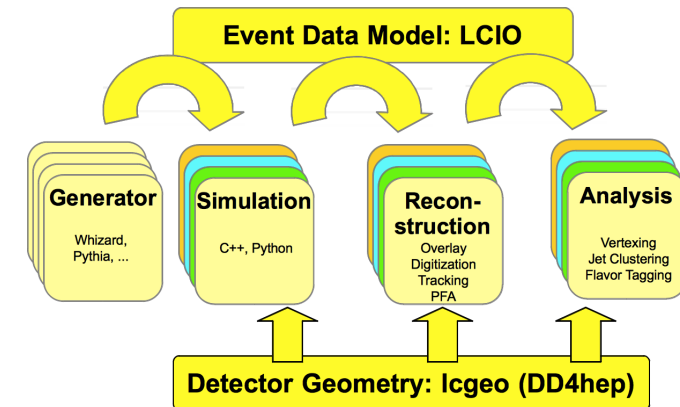 Event Data Model: LCIO
Generator
Whizard,
Pythia, ...
Simulation
C++, Python
Recon-
struction
Overlay
Digitization
Tracking
PFA
Analysis
Vertexing
Jet Clustering
Flavor Tagging
Detector Geometry: lcgeo (DD4hep)